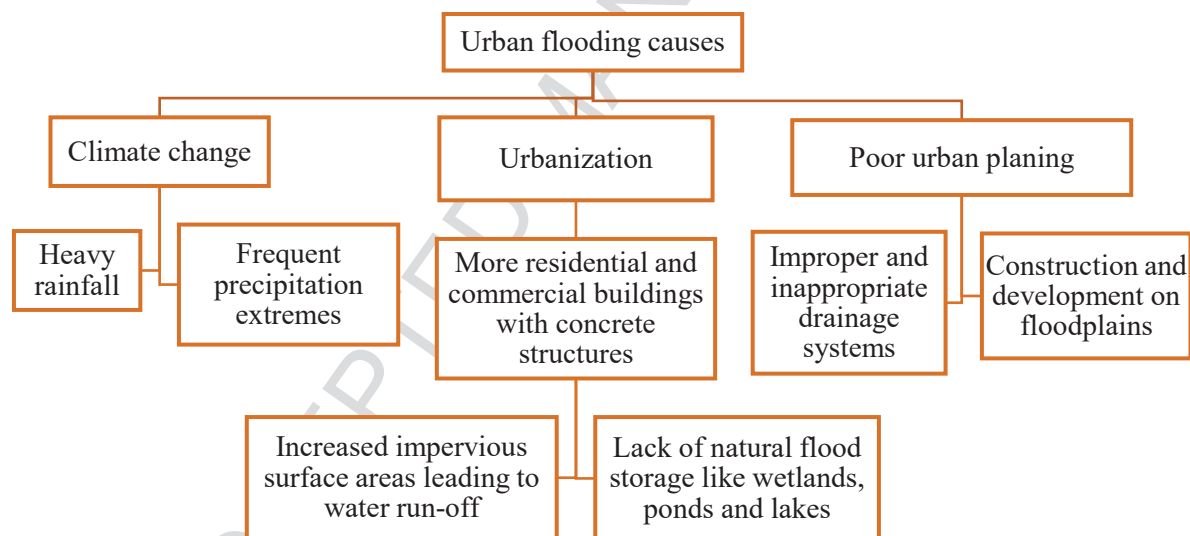 Urban flooding causes
Climate change
Urbanization
Poor urban planing
Heavy
rainfall
Frequent
precipitation
extremes
More residential and
commercial buildings
with concrete
structures
Improper and
inappropriate
drainage
systems
Construction and
development on
floodplains
Increased impervious
surface areas leading to
water run-off
Lack of natural flood
storage like wetlands,
ponds and lakes